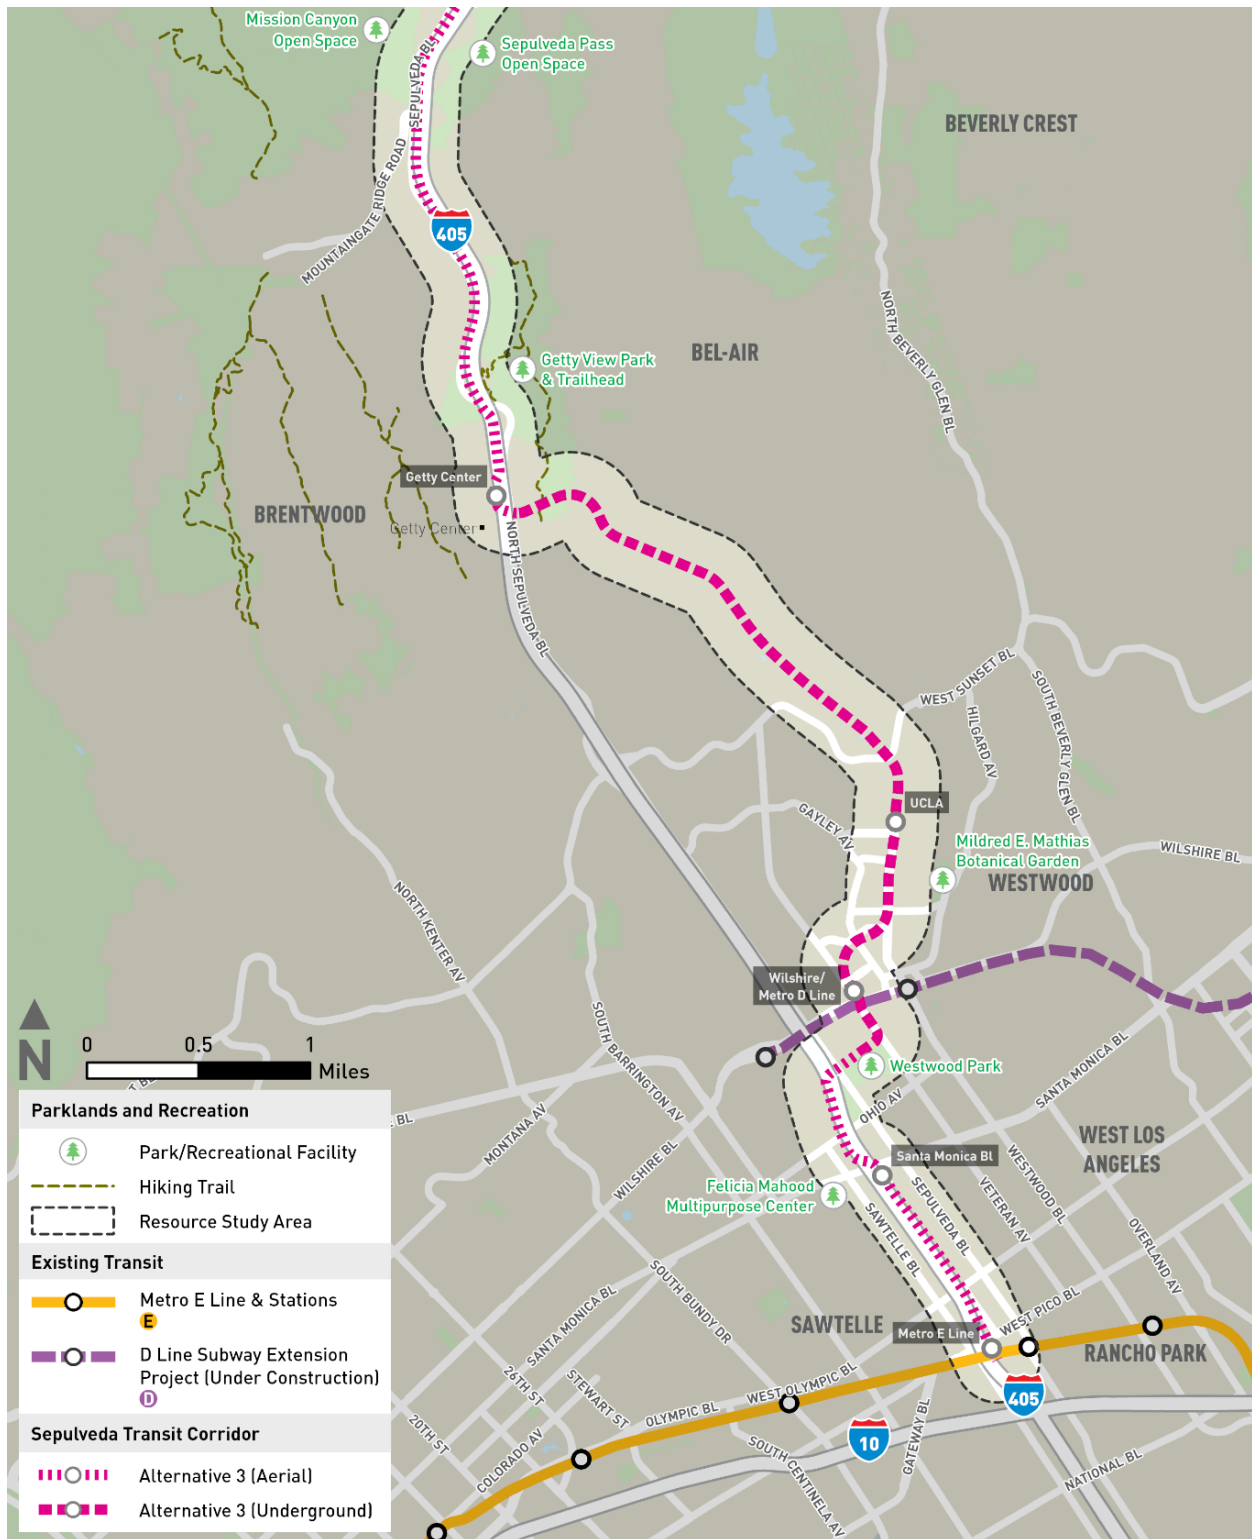 Mission Canyon
Open Space
Sepulveda Pass
Open Space
SEPULVEDA BL
BEVERLY CREST
MOUNTAINGATE RIDGE ROAD
405
NORTH BEVERLY GLEN BL
BEL-AIR
Getty View Park
& Trailhead
Getty Center
BRENTWOOD
Getty Center
NORTH SEPULVEDA BL
WEST SUNSET BL
HILGARD AV
SOUTH BEVERLY GLEN BL
UCLA
GAYLEY AV
Mildred E. Mathias
Botanical Garden
WILSHIRE BL
WESTWOOD
NORTH KENTER AV
Wilshire/
Metro D Line
SOUTH BARRINGTON AV
SANTA MONICA BL
Westwood Park
OHIO AV
N
0 0.5 1
Miles
T BL
BL
MONTANA AV
WILSHIRE BL
Santa Monica Bl
WEST LOS
ANGELES
WESTWOOD BL
VETERAN AV
SEPULVEDA BL
Felicia Mahood
Multipurpose Center
SAWTELLE BL
OVERLAND AV
SOUTH BUNDY DR
SANTA MONICA BL
WEST PICO BL
SAWTELLE
Metro E Line
RANCHO PARK
405
WEST OLYMPIC BL
OLYMPIC BL
26TH ST
STEWART ST
20TH ST
COLORADO AV
SOUTH CENTINELA AV
10
GATEWAY BL
NATIONAL BL
Parklands and Recreation
Park/Recreational Facility
Hiking Trail
Resource Study Area
Existing Transit
Metro E Line & Stations
E
D Line Subway Extension
Project (Under Construction)
D
Sepulveda Transit Corridor
Alternative 3 (Aerial)
Alternative 3 (Underground)